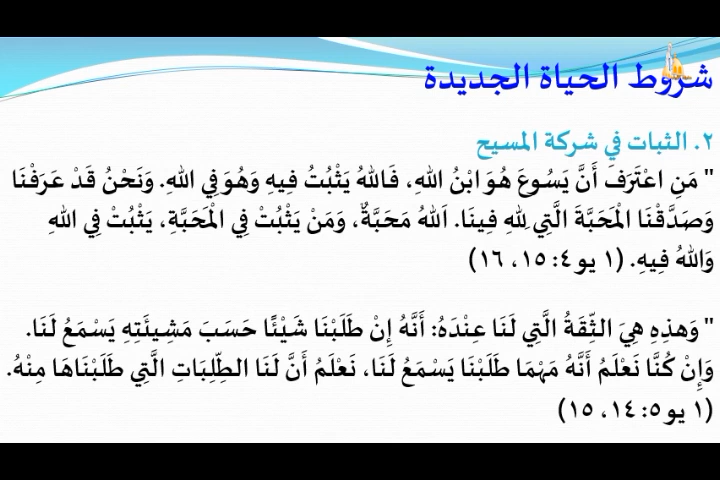 شروط الحياة الجديدة
٢. الثبات في شركة المسيح
" مَنِ اعْتَرَفَ أَنَّ يَسُوعَ هُوَ ابْنُ اللهِ، فَاللهُ يَثْبُتُ فِيهِ وَهُوَ فِي اللهِ. وَنَحْنُ قَدْ عَرَفْنَا
وَصَدَّقْنَا الْمَحَبَّةَ الَّتِي لِلهِ فِينَا. اَللهُ مَحَبَّةٌ، وَمَنْ يَثْبُتْ فِي الْمَحَبَّةِ، يَثْبُتْ فِي اللهِ
وَاللهُ فِيهِ. (١ يو ٤: ١٥، ١٦)
" وَهذِهِ هِيَ الثِّقَةُ الَّتِي لَنَا عِنْدَهُ: أَنَّهُ إِنْ طَلَبْنَا شَيْئًا حَسَبَ مَشِيئَتِهِ يَسْمَعُ لَنَا.
وَإِنْ كُنَّا نَعْلَمُ أَنَّهُ مَهْمَا طَلَبْنَا يَسْمَعُ لَنَا، نَعْلَمُ أَنَّ لَنَا الطِّلِبَاتِ الَّتِي طَلَبْنَاهَا مِنْهُ.
(١ يو ٥: ١٤، ١٥)